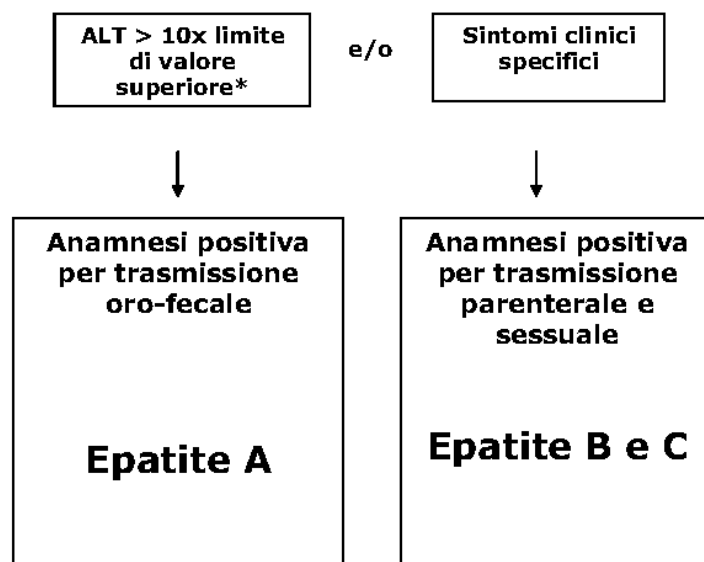 ALT > 10x limite
di valore
superiore*
e/o
Sintomi clinici
specifici
Anamnesi positiva
per trasmissione
oro-fecale
Epatite A
Anamnesi positiva
per trasmissione
parenterale e
sessuale
Epatite B e C